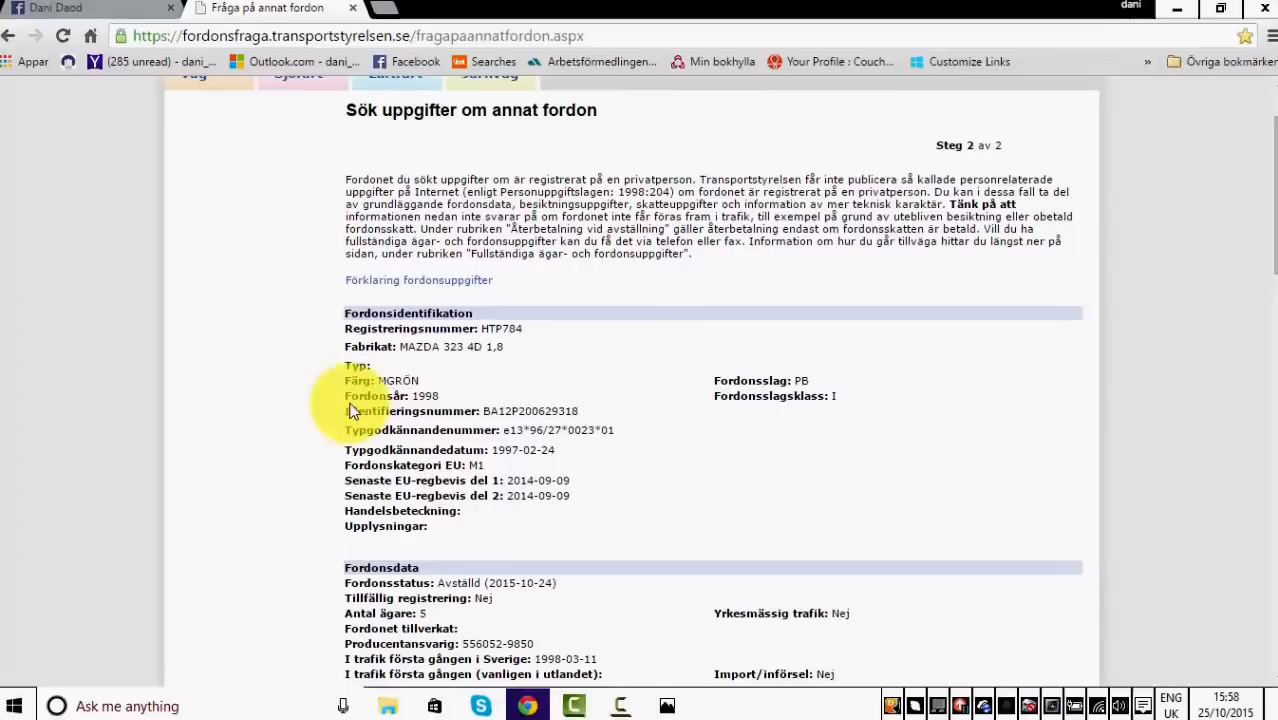 Dani Daod
Fråga på annat fordon
dani
https://fordonsfraga.transportstyrelsen.se/fragapaannatfordon.aspx
Appar (285 unread) - dani_... Outlook.com - dani_... Facebook Searches Arbetsförmedlingen... Min bokhylla Your Profile : Couch... Customize Links » Övriga bokmärken
Sök uppgifter om annat fordon
Steg 2 av 2
Fordonet du sökt uppgifter om är registrerat på en privatperson. Transportstyrelsen får inte publicera så kallade personrelaterade
uppgifter på Internet (enligt Personuppgiftslagen: 1998:204) om fordonet är registrerat på en privatperson. Du kan i dessa fall ta del
av grundläggande fordonsdata, besiktningsuppgifter, skatteuppgifter och information av mer teknisk karaktär. Tänk på att
informationen nedan inte svarar på om fordonet inte får föras fram i trafik, till exempel på grund av utebliven besiktning eller obetald
fordonsskatt. Under rubriken "Återbetalning vid avställning" gäller återbetalning endast om fordonsskatten är betald. Vill du ha
fullständiga ägar- och fordonsuppgifter kan du få det via telefon eller fax. Information om hur du går tillväga hittar du längst ner på
sidan, under rubriken "Fullständiga ägar- och fordonsuppgifter".
Förklaring fordonsuppgifter
Fordonsidentifikation
Registreringsnummer: HTP784
Fabrikat: MAZDA 323 4D 1,8
Typ:
Färg: MGRÖN Fordonsslag: PB
Fordonsår: 1998 Fordonsslagsklass: I
Identifieringsnummer: BA12P200629318
Typgodkännandenummer: e13*96/27*0023*01
Typgodkännandedatum: 1997-02-24
Fordonskategori EU: M1
Senaste EU-regbevis del 1: 2014-09-09
Senaste EU-regbevis del 2: 2014-09-09
Handelsbeteckning:
Upplysningar:
Fordonsdata
Fordonsstatus: Avställd (2015-10-24)
Tillfällig registrering: Nej
Antal ägare: 5 Yrkesmässig trafik: Nej
Fordonet tillverkat:
Producentansvarig: 556052-9850
I trafik första gången i Sverige: 1998-03-11
I trafik första gången (vanligen i utlandet): Import/införsel: Nej
Ask me anything
ENG 15:58
UK 25/10/2015